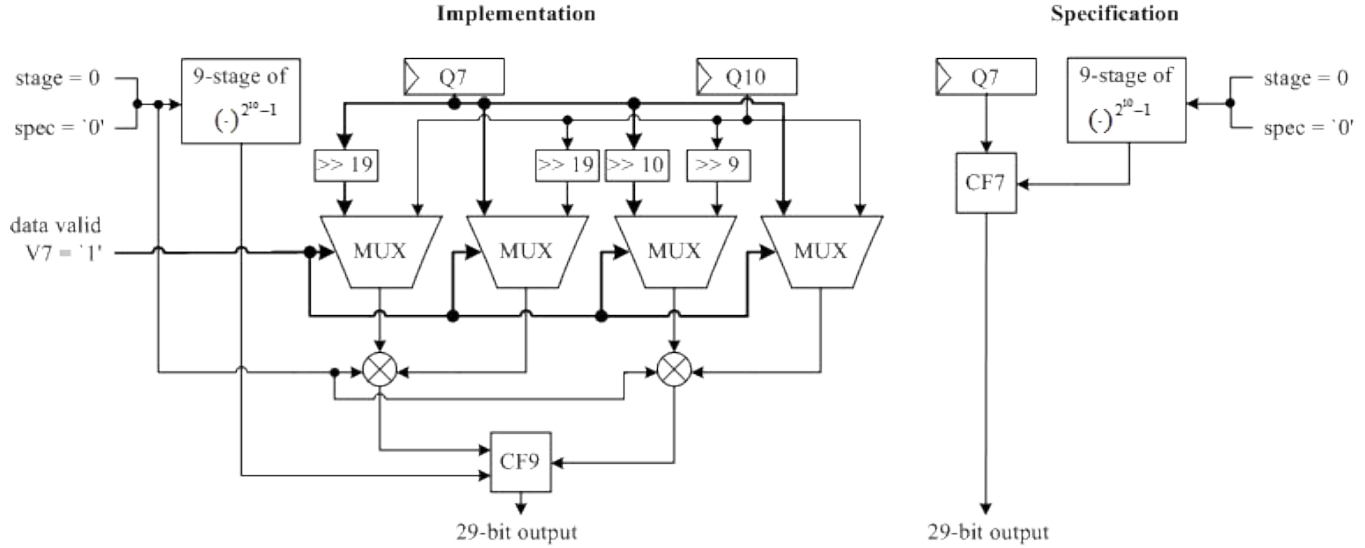 Implementation
Specification
stage = 0
9-stage of
Q7
Q10
Q7
9-stage of
stage = 0
spec = `0'
(·)^{2^{10}-1}
(·)^{2^{10}-1}
spec = `0'
>> 19
>> 19
>> 10
>> 9
CF7
data valid
V7 = `1'
MUX
MUX
MUX
MUX
CF9
29-bit output
29-bit output